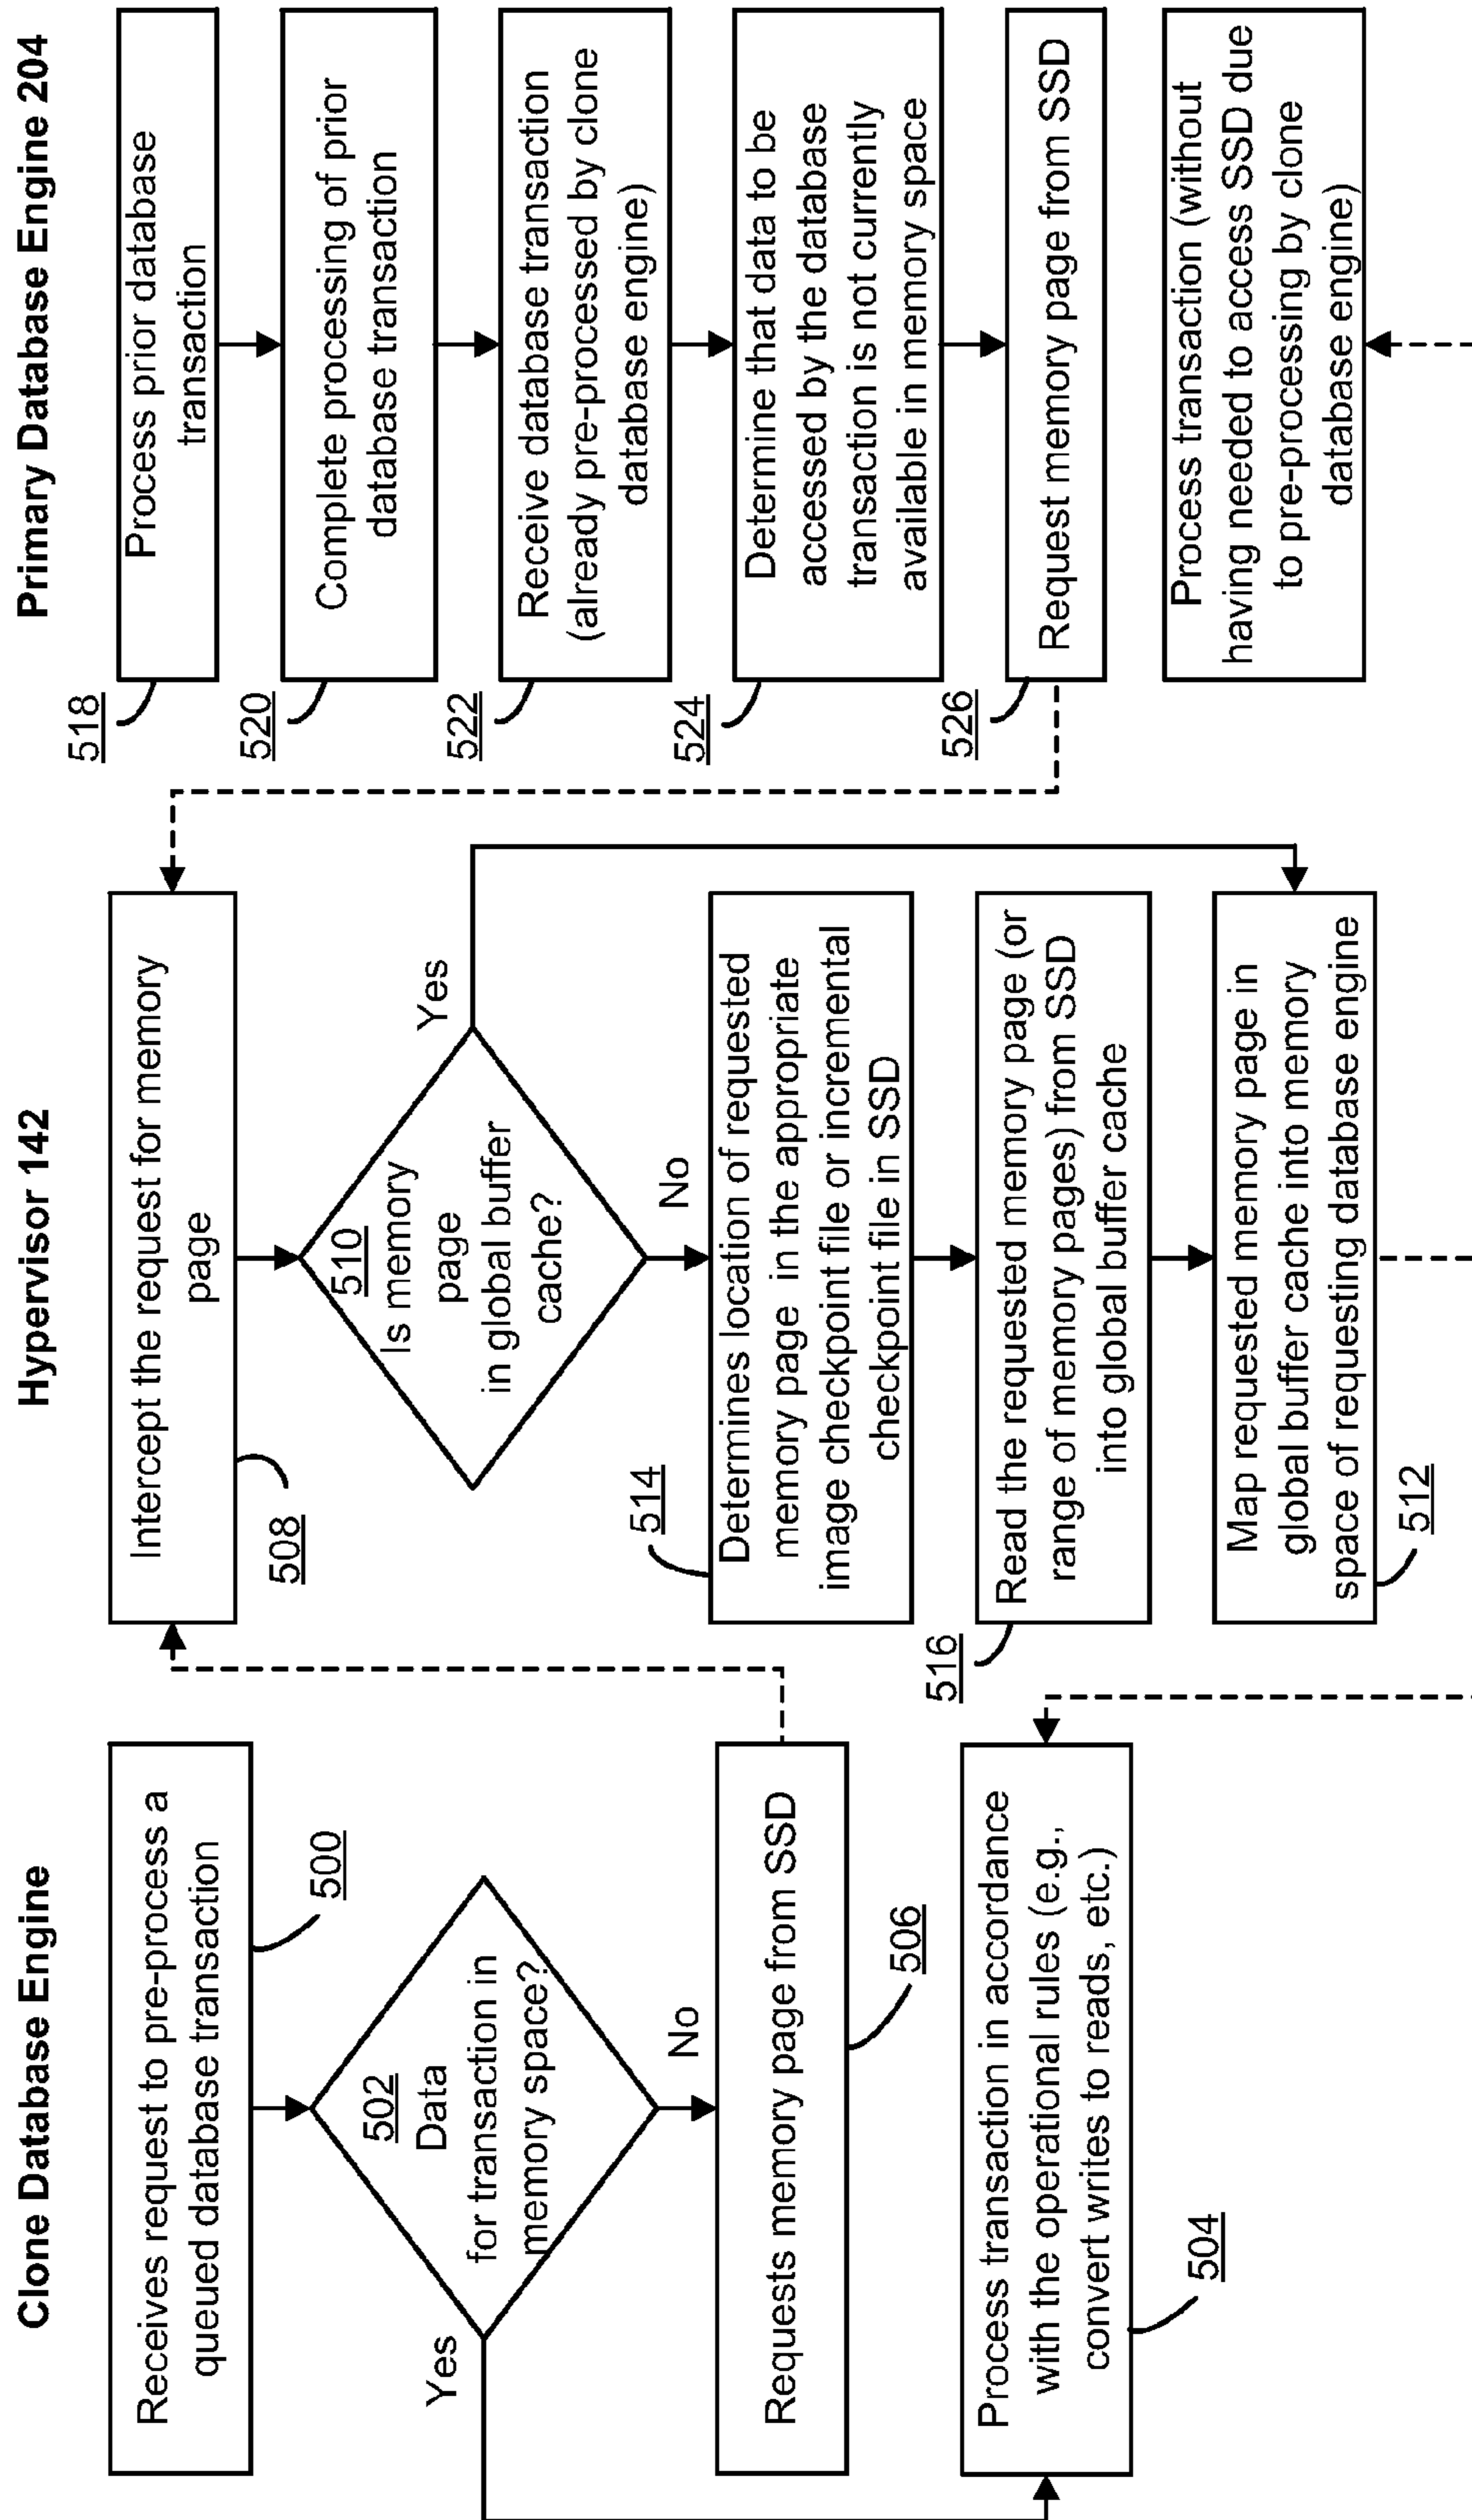 Clone Database Engine
Receives request to pre-process a
queued database transaction
500
502
Data
for transaction in
memory space?
Yes
No
Requests memory page from SSD
506
Process transaction in accordance
with the operational rules (e.g.,
convert writes to reads, etc.)
504
Hypervisor 142
Intercept the request for memory
page
508
510
Is memory
page
in global buffer
cache?
Yes
No
514
Determines location of requested
memory page in the appropriate
image checkpoint file or incremental
checkpoint file in SSD
516
Read the requested memory page (or
range of memory pages) from SSD
into global buffer cache
Map requested memory page in
global buffer cache into memory
space of requesting database engine
512
Primary Database Engine 204
518
Process prior database
transaction
520
Complete processing of prior
database transaction
522
Receive database transaction
(already pre-processed by clone
database engine)
524
Determine that data to be
accessed by the database
transaction is not currently
available in memory space
526
Request memory page from SSD
Process transaction (without
having needed to access SSD due
to pre-processing by clone
database engine)